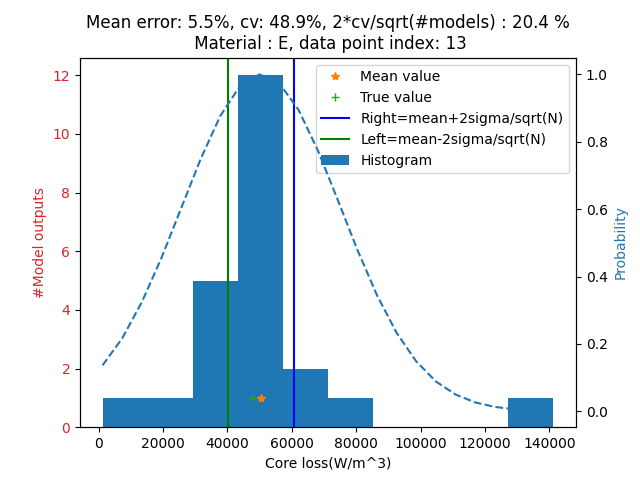 Mean error: 5.5%, cv: 48.9%, 2*cv/sqrt(#models) : 20.4 %
Material : E, data point index: 13
Mean value
True value
Right=mean+2sigma/sqrt(N)
Left=mean-2sigma/sqrt(N)
Histogram
#Model outputs
12
10
8
6
4
2
0
Probability
1.0
0.8
0.6
0.4
0.2
0.0
0 20000 40000 60000 80000 100000 120000 140000
Core loss(W/m^3)